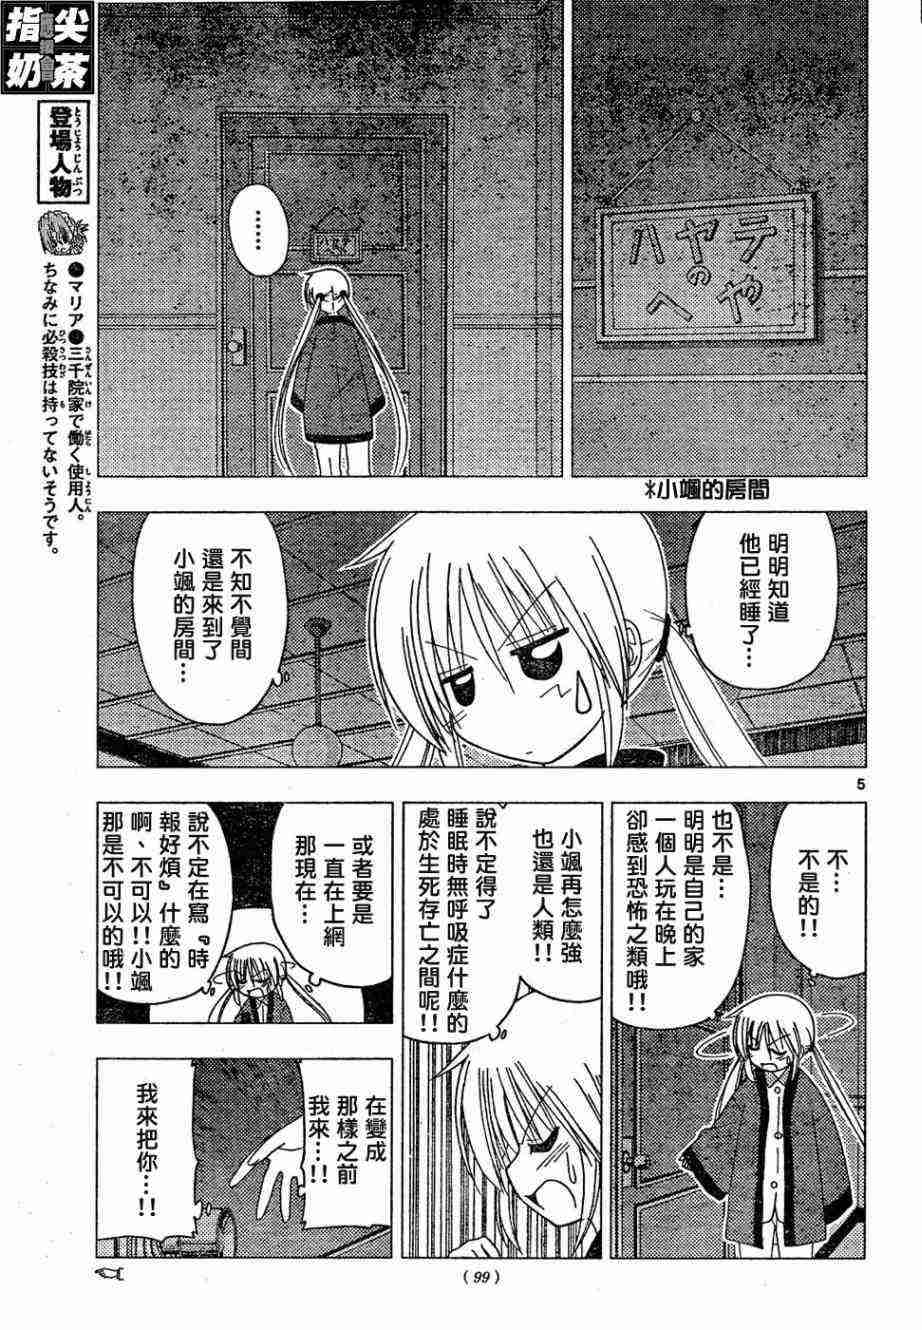 指尖
奶茶
登場人物
とうじょうじんぶつ
●マリア●三千院家で働く使用人。
ちなみに必殺技は持ってないそうです。
ハヤテ
の
へや
*小颯的房間
……
明明知道
他已經睡了…
不知不覺間
還是來到了
小颯的房間…
5
不…
不是的!!
也不是…
明明是自己的家
一個人玩在晚上
卻感到恐怖之類哦!!
小颯再怎麼強
也還是人類!!
說不定得了
睡眠時無呼吸症什麼的
處於生死存亡之間呢!!
或者要是
一直在上網
那現在…
說不定在寫『時
報好煩』什麼的
啊、不可以!!小颯
那是不可以的哦!!
在變成
那樣之前
我來…!!
我來把你…!!
(99)